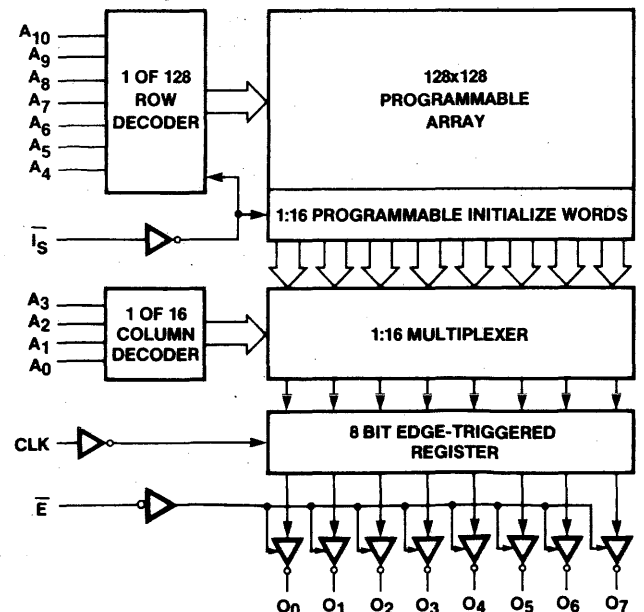 A10
A9
A8
A7
A6
A5
A4
1 OF 128
ROW
DECODER
128x128
PROGRAMMABLE
ARRAY
1:16 PROGRAMMABLE INITIALIZE WORDS
IS
A3
A2
A1
A0
1 OF 16
COLUMN
DECODER
1:16 MULTIPLEXER
CLK
8 BIT EDGE-TRIGGERED
REGISTER
E
O0 O1 O2 O3 O4 O5 O6 O7